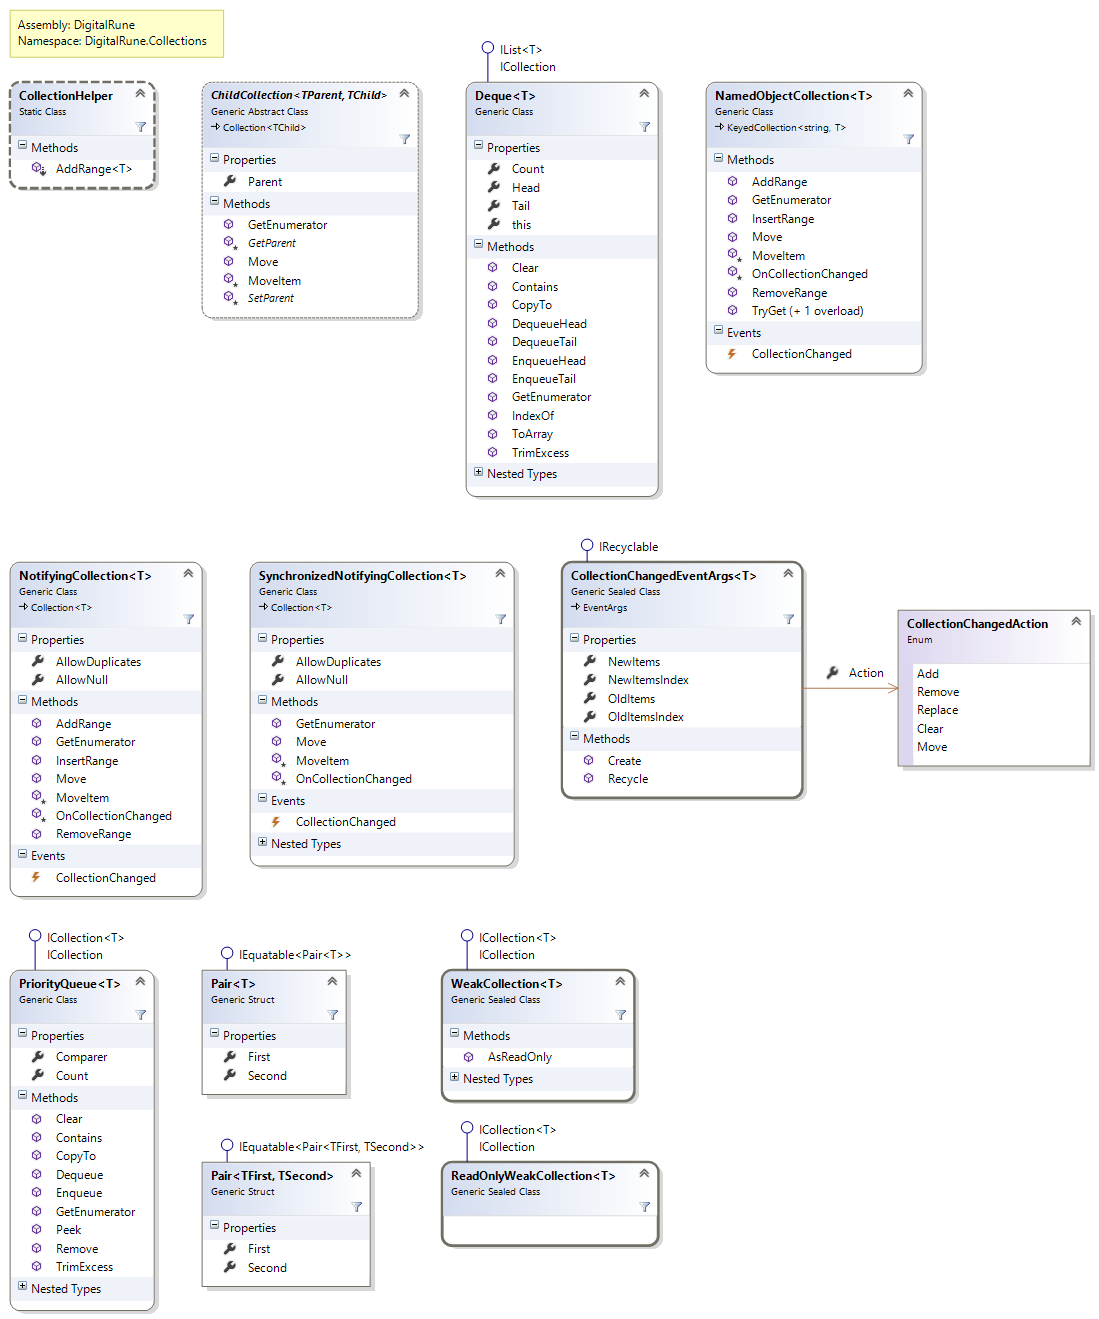 Assembly: DigitalRune
Namespace: DigitalRune.Collections
CollectionHelper
Static Class
Methods
AddRange<T>
ChildCollection<TParent, TChild>
Generic Abstract Class
Collection<TChild>
Properties
Parent
Methods
GetEnumerator
GetParent
Move
MoveItem
SetParent
IList<T>
ICollection
Deque<T>
Generic Class
Properties
Count
Head
Tail
this
Methods
Clear
Contains
CopyTo
DequeueHead
DequeueTail
EnqueueHead
EnqueueTail
GetEnumerator
IndexOf
ToArray
TrimExcess
Nested Types
NamedObjectCollection<T>
Generic Class
KeyedCollection<string, T>
Methods
AddRange
GetEnumerator
InsertRange
Move
MoveItem
OnCollectionChanged
RemoveRange
TryGet (+ 1 overload)
Events
CollectionChanged
NotifyingCollection<T>
Generic Class
Collection<T>
Properties
AllowDuplicates
AllowNull
Methods
AddRange
GetEnumerator
InsertRange
Move
MoveItem
OnCollectionChanged
RemoveRange
Events
CollectionChanged
SynchronizedNotifyingCollection<T>
Generic Class
Collection<T>
Properties
AllowDuplicates
AllowNull
Methods
GetEnumerator
Move
MoveItem
OnCollectionChanged
Events
CollectionChanged
Nested Types
IRecyclable
CollectionChangedEventArgs<T>
Generic Sealed Class
EventArgs
Properties
NewItems
NewItemsIndex
OldItems
OldItemsIndex
Methods
Create
Recycle
Action
CollectionChangedAction
Enum
Add
Remove
Replace
Clear
Move
ICollection<T>
ICollection
PriorityQueue<T>
Generic Class
Properties
Comparer
Count
Methods
Clear
Contains
CopyTo
Dequeue
Enqueue
GetEnumerator
Peek
Remove
TrimExcess
Nested Types
IEquatable<Pair<T>>
Pair<T>
Generic Struct
Properties
First
Second
IEquatable<Pair<TFirst, TSecond>>
Pair<TFirst, TSecond>
Generic Struct
Properties
First
Second
ICollection<T>
ICollection
WeakCollection<T>
Generic Sealed Class
Methods
AsReadOnly
Nested Types
ICollection<T>
ICollection
ReadOnlyWeakCollection<T>
Generic Sealed Class